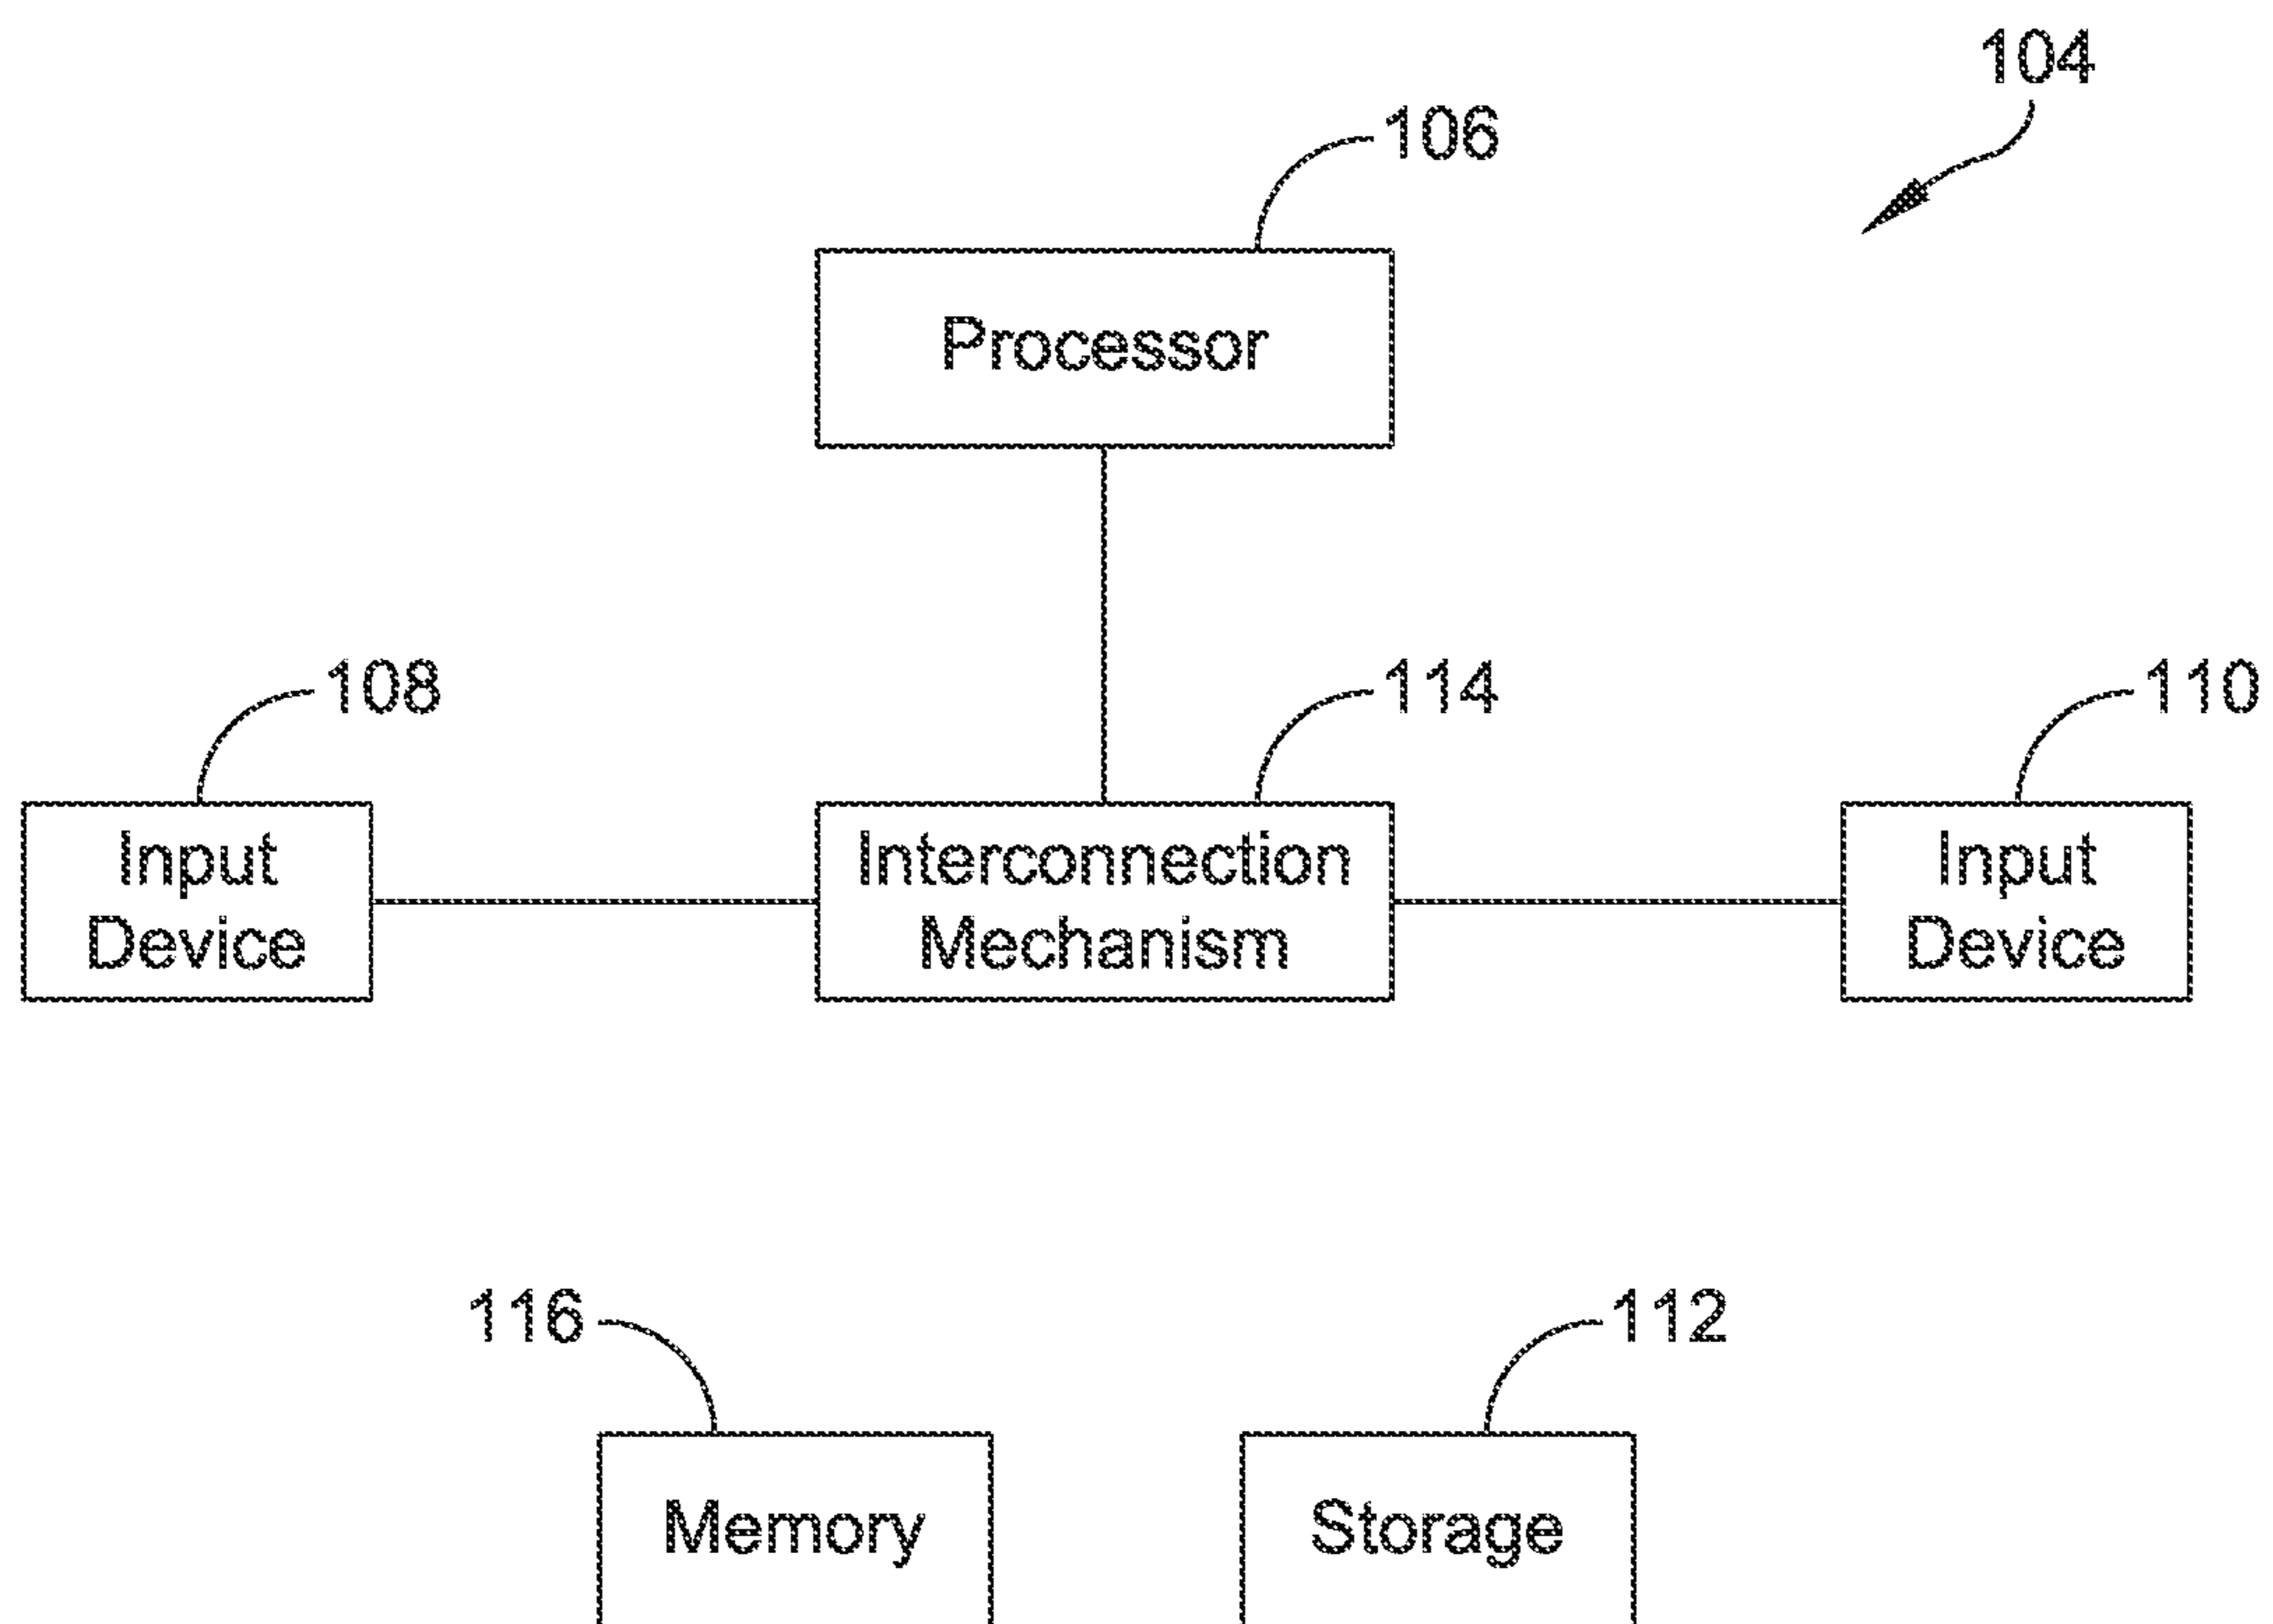 104
106
Processor
108
114
110
Input
Device
Interconnection
Mechanism
Input
Device
116
112
Memory
Storage